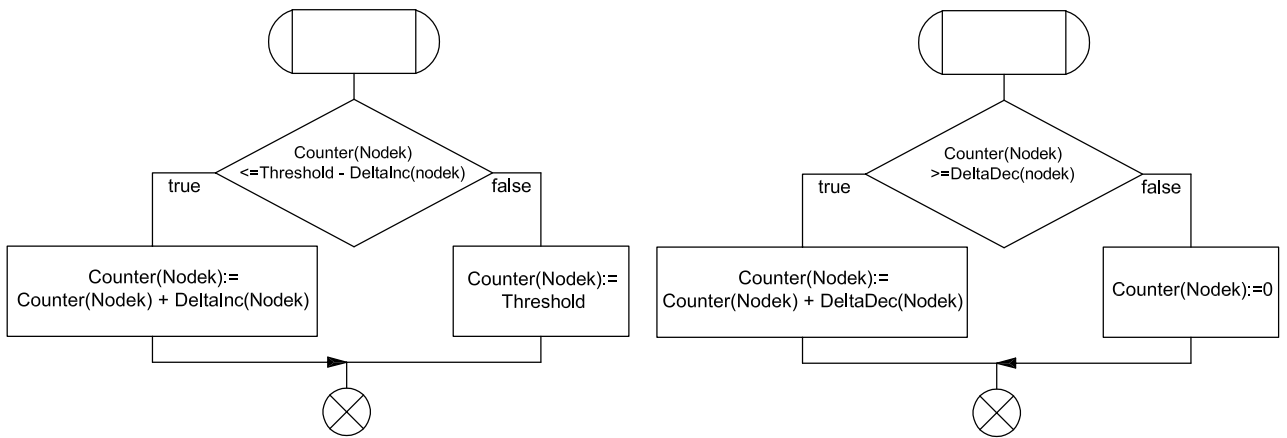 Counter(Nodek)
<=Threshold - DeltaInc(nodek)
true
false
Counter(Nodek):=
Counter(Nodek) + DeltaInc(Nodek)
Counter(Nodek):=
Threshold
Counter(Nodek)
>=DeltaDec(nodek)
true
false
Counter(Nodek):=
Counter(Nodek) + DeltaDec(Nodek)
Counter(Nodek):=0